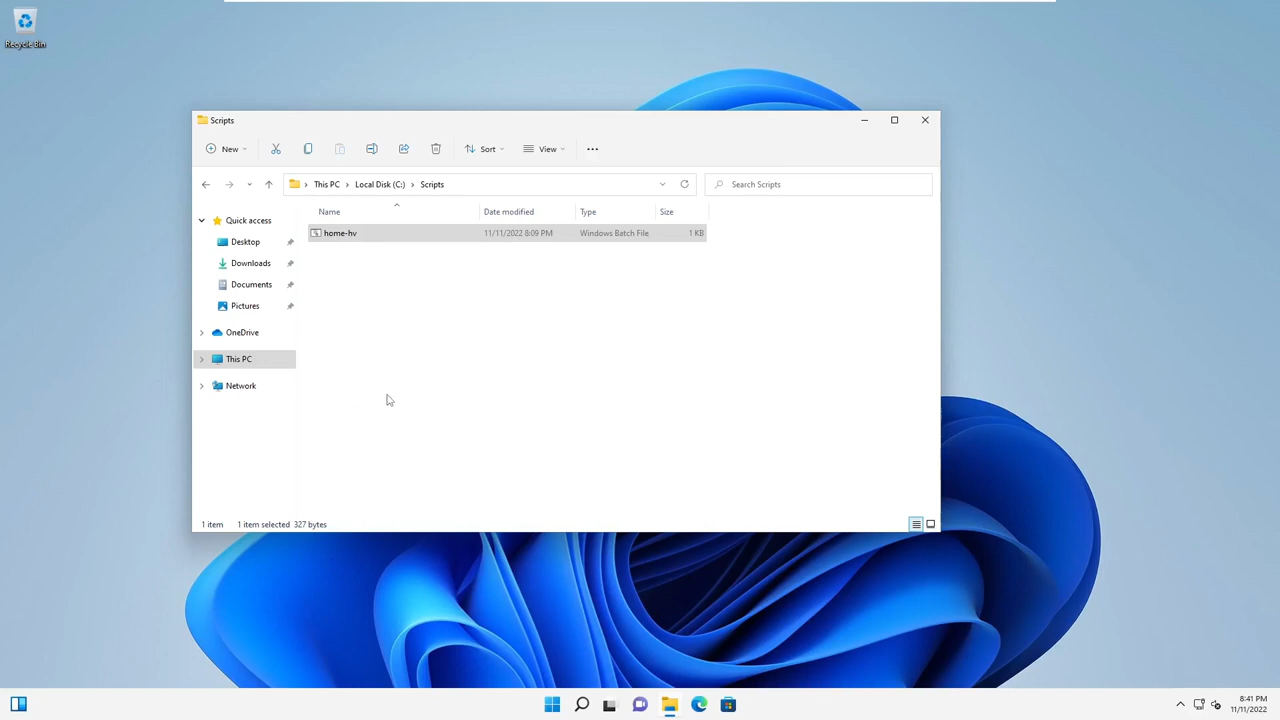 Recycle Bin
Scripts
New
Sort
View
This PC > Local Disk (C:) > Scripts
Search Scripts
Name Date modified Type Size
home-hv 11/11/2022 8:09 PM Windows Batch File 1 KB
Quick access
Desktop
Downloads
Documents
Pictures
OneDrive
This PC
Network
1 item 1 item selected 327 bytes
8:41 PM
11/11/2022